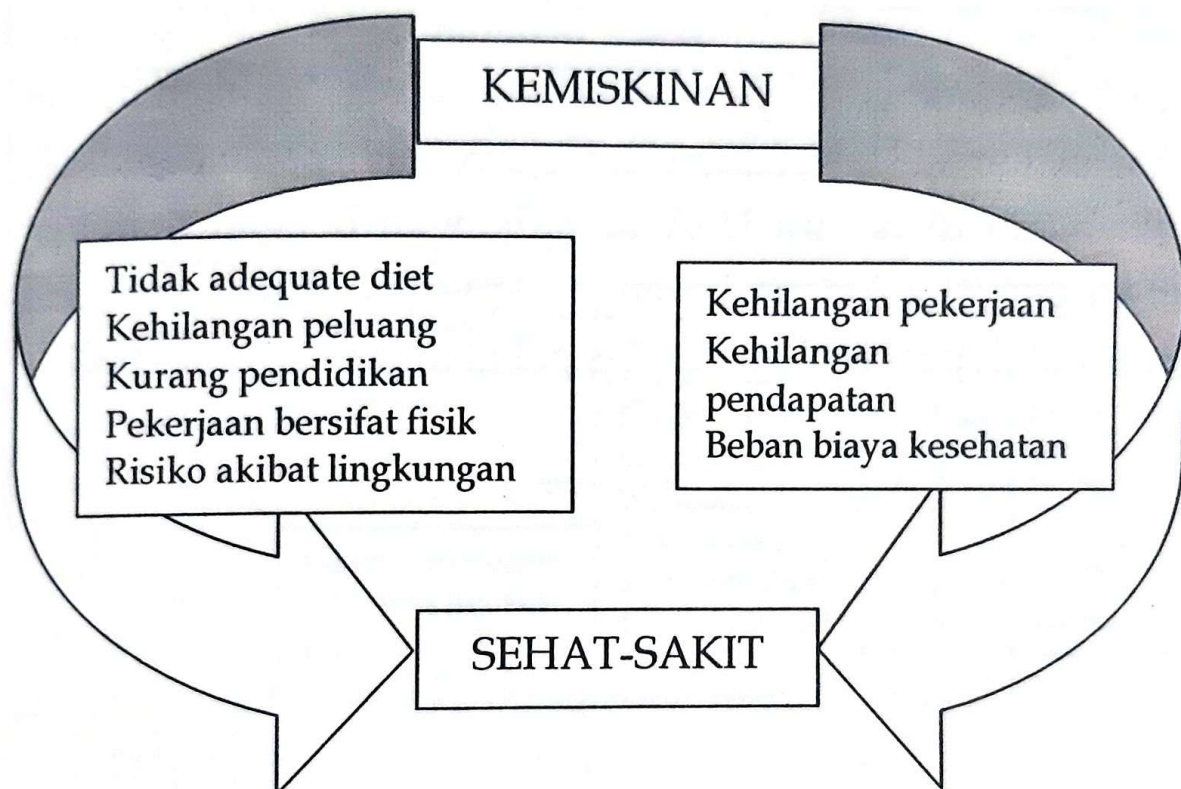 KEMISKINAN
Tidak adequate diet
Kehilangan peluang
Kurang pendidikan
Pekerjaan bersifat fisik
Risiko akibat lingkungan
Kehilangan pekerjaan
Kehilangan
pendapatan
Beban biaya kesehatan
SEHAT-SAKIT